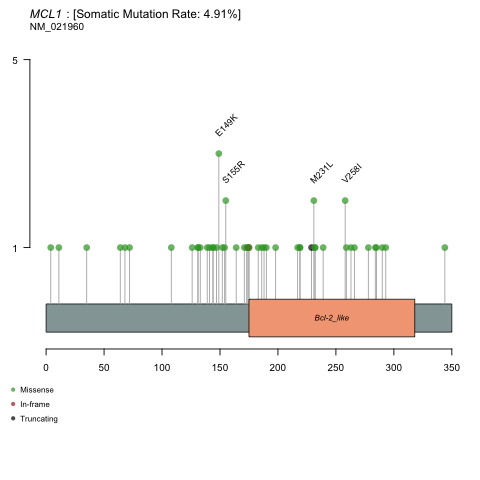 MCL1 : [Somatic Mutation Rate: 4.91%]
NM_021960
5
E149K
S155R
M231L
V258I
1
Bcl-2_like
0 50 100 150 200 250 300 350
Missense
In-frame
Truncating